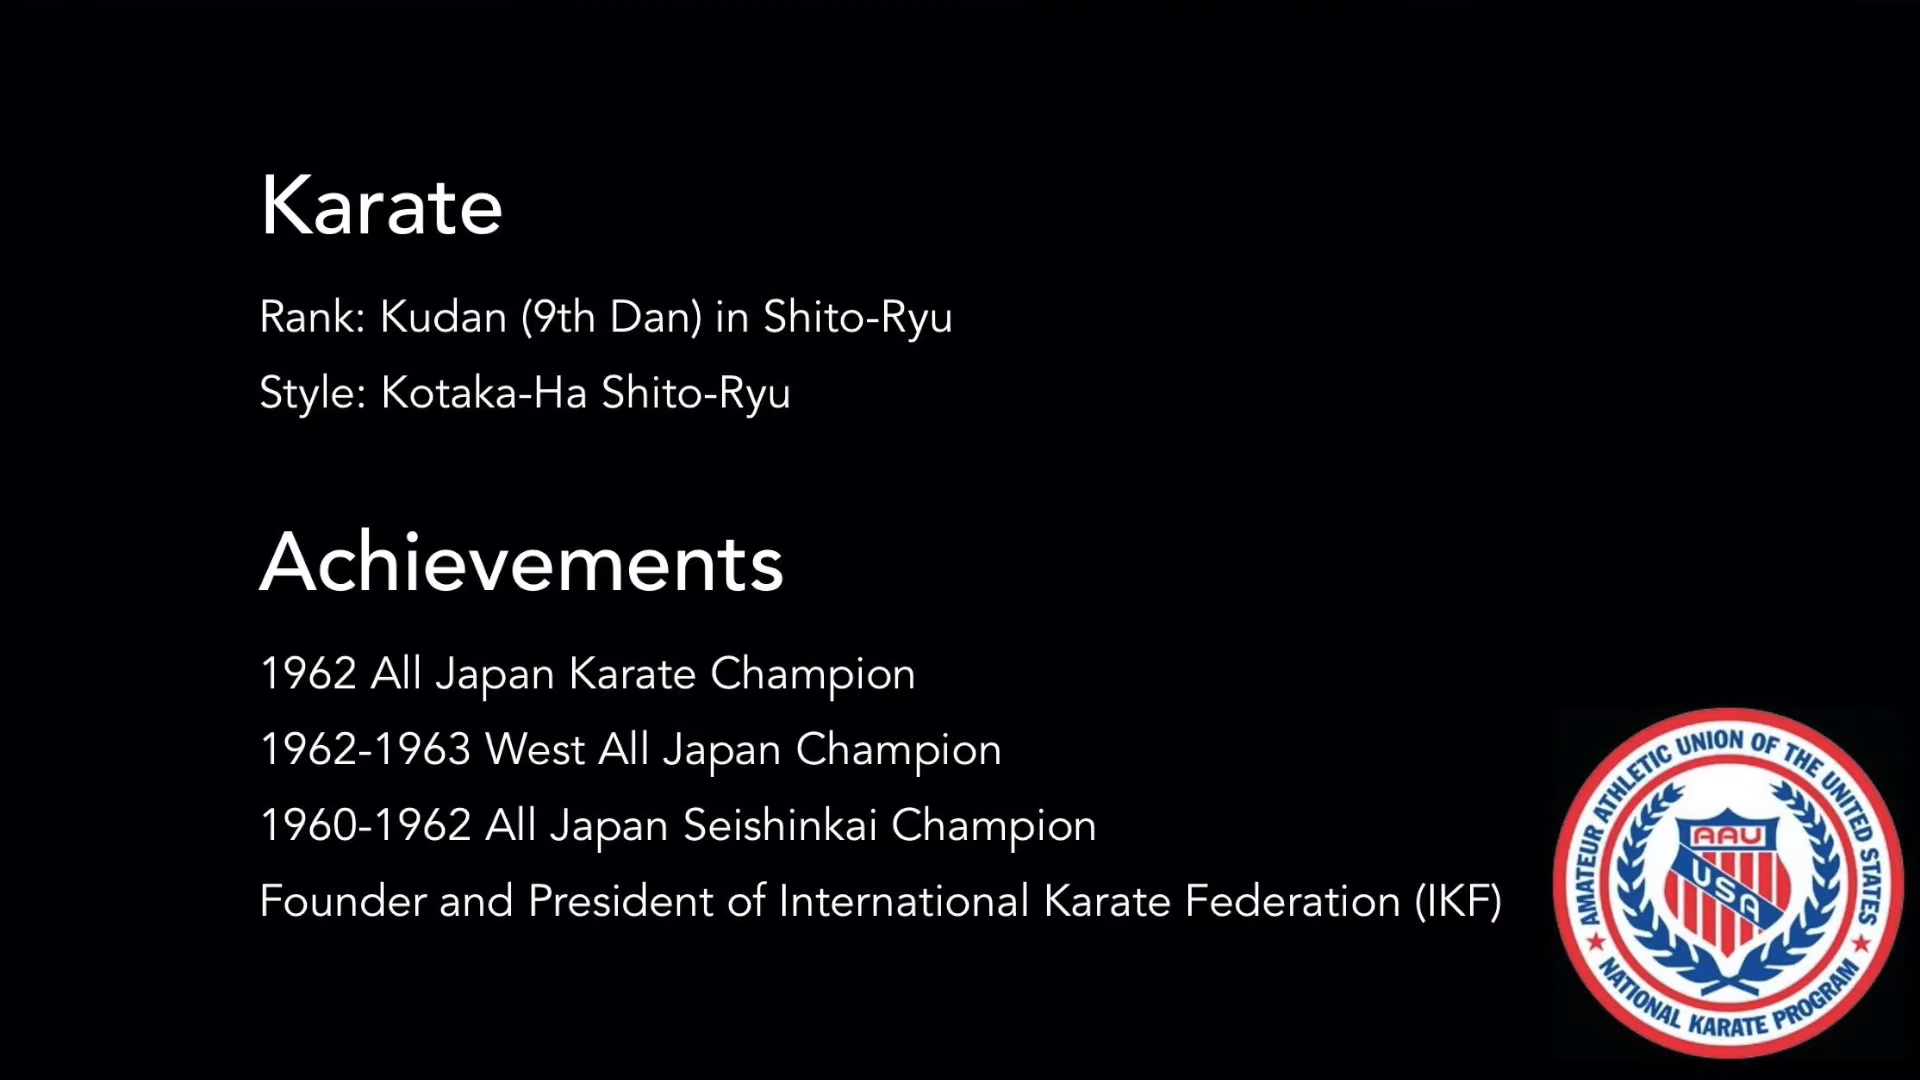 Karate
Rank: Kudan (9th Dan) in Shito-Ryu
Style: Kotaka-Ha Shito-Ryu
Achievements
1962 All Japan Karate Champion
1962-1963 West All Japan Champion
1960-1962 All Japan Seishinkai Champion
Founder and President of International Karate Federation (IKF)
AMATEUR ATHLETIC UNION OF THE UNITED STATES
AAU
USA
NATIONAL KARATE PROGRAM